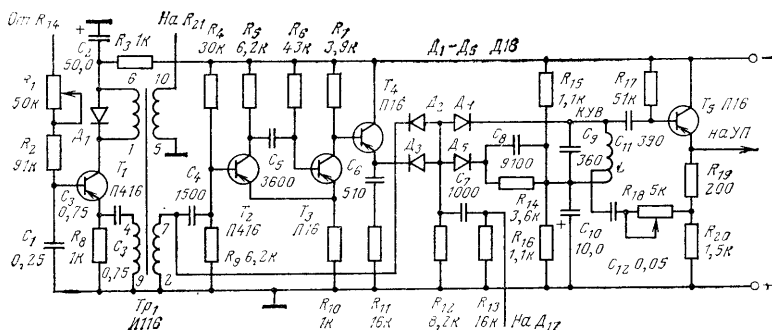 От R14
На R21
C2 50,0
R3 1к
R4 30к
R5 6,2к
R6 43к
R7 3,9к
Д1-Д5 Д18
R1 50к
6
10
Т4 П16
R15 1,1к
R17 51к
Т5 П16
Д1
Д2
Д4
КУВ
1
5
R2 91к
Т1 П416
C4 1500
C5 3600
C6 510
Д3
Д5
C8 9100
C9 360
C11 390
на УП
C3 0,75
C7 1000
R18 5к
R19 200
Т2 П416
Т3 П16
R14 3,6к
4
7
C1 0,25
R8 1к
C3 0,75
R9 6,2к
R16 1,1к
C10 10,0
C12 0,05
R20 1,5к
9
2
Тр1 И116
R10 1к
R11 16к
R12 8,2к
R13 16к
На Д17